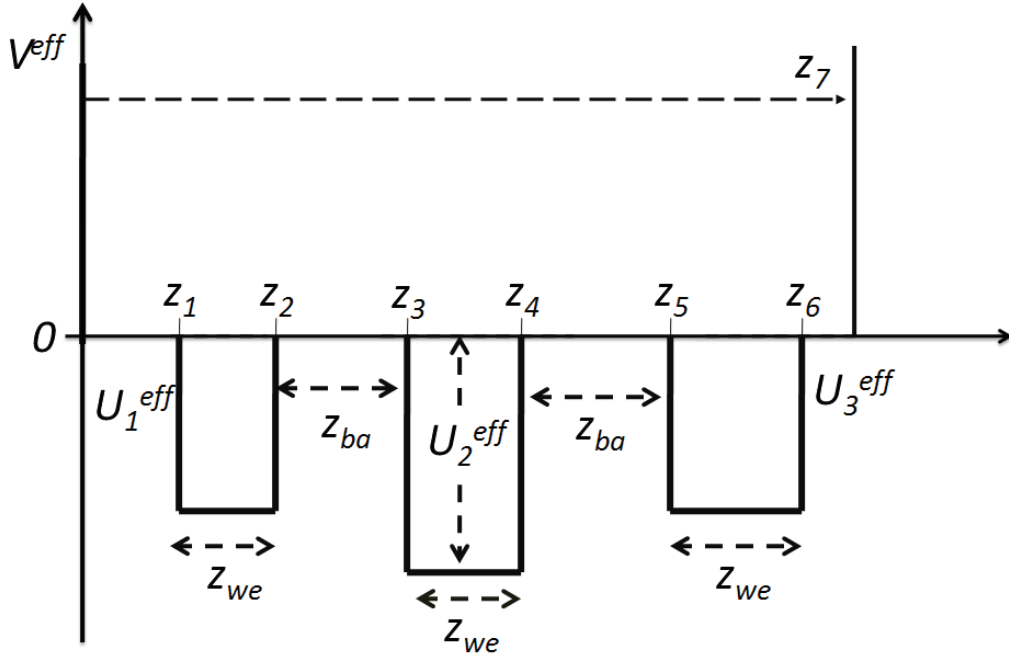 V^eff
z_7
z_1 z_2 z_3 z_4 z_5 z_6
0
U_1^eff z_ba U_2^eff z_ba U_3^eff
z_we z_we z_we